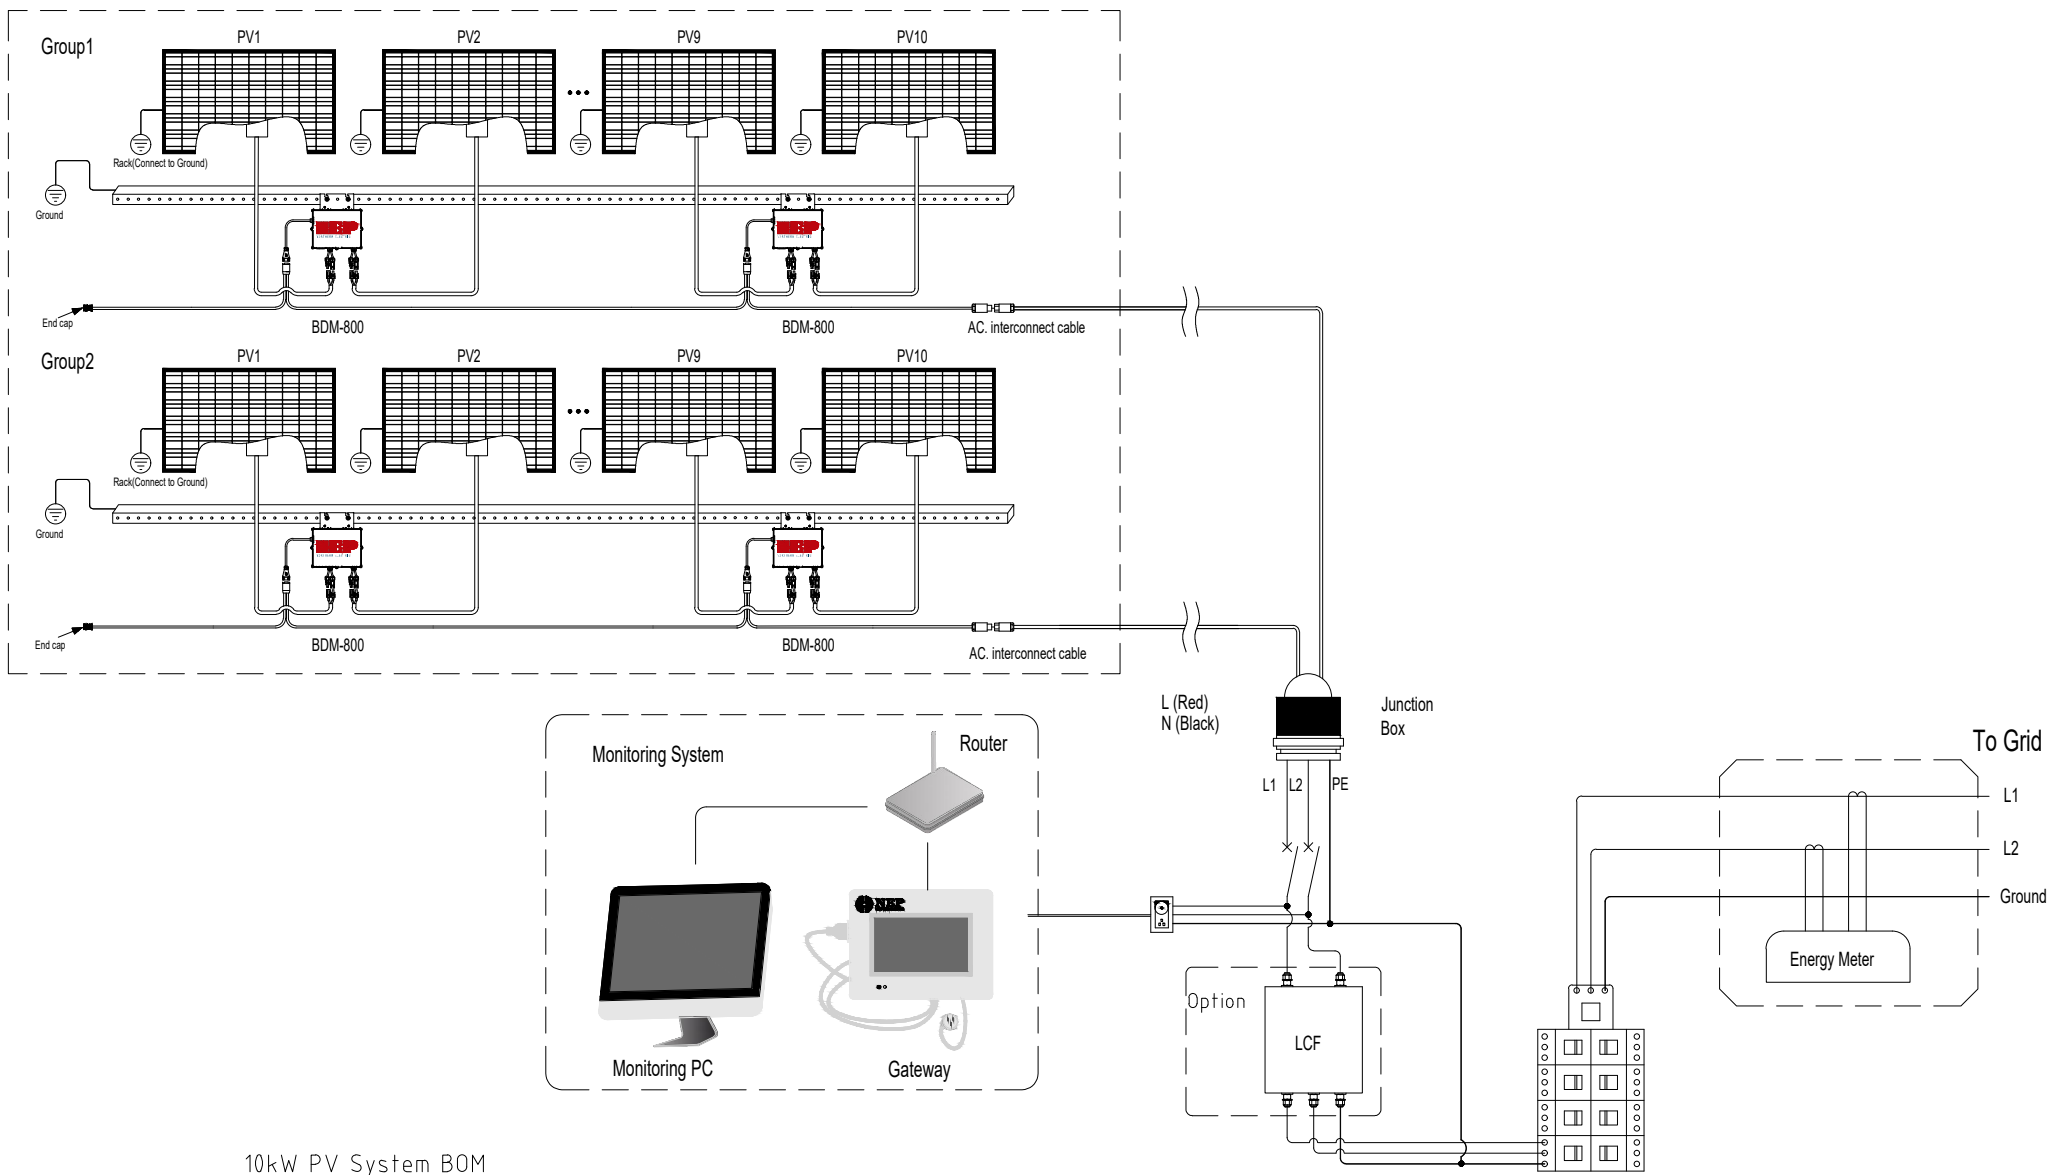 Group1
PV1
PV2
PV9
PV10
Rack(Connect to Ground)
Ground
End cap
BDM-800
BDM-800
AC. interconnect cable
Group2
PV1
PV2
PV9
PV10
Rack(Connect to Ground)
Ground
End cap
BDM-800
BDM-800
AC. interconnect cable
L (Red)
N (Black)
Junction
Box
L1
L2
PE
Monitoring System
Router
Monitoring PC
Gateway
Option
LCF
To Grid
L1
L2
Ground
Energy Meter
10kW PV System BOM